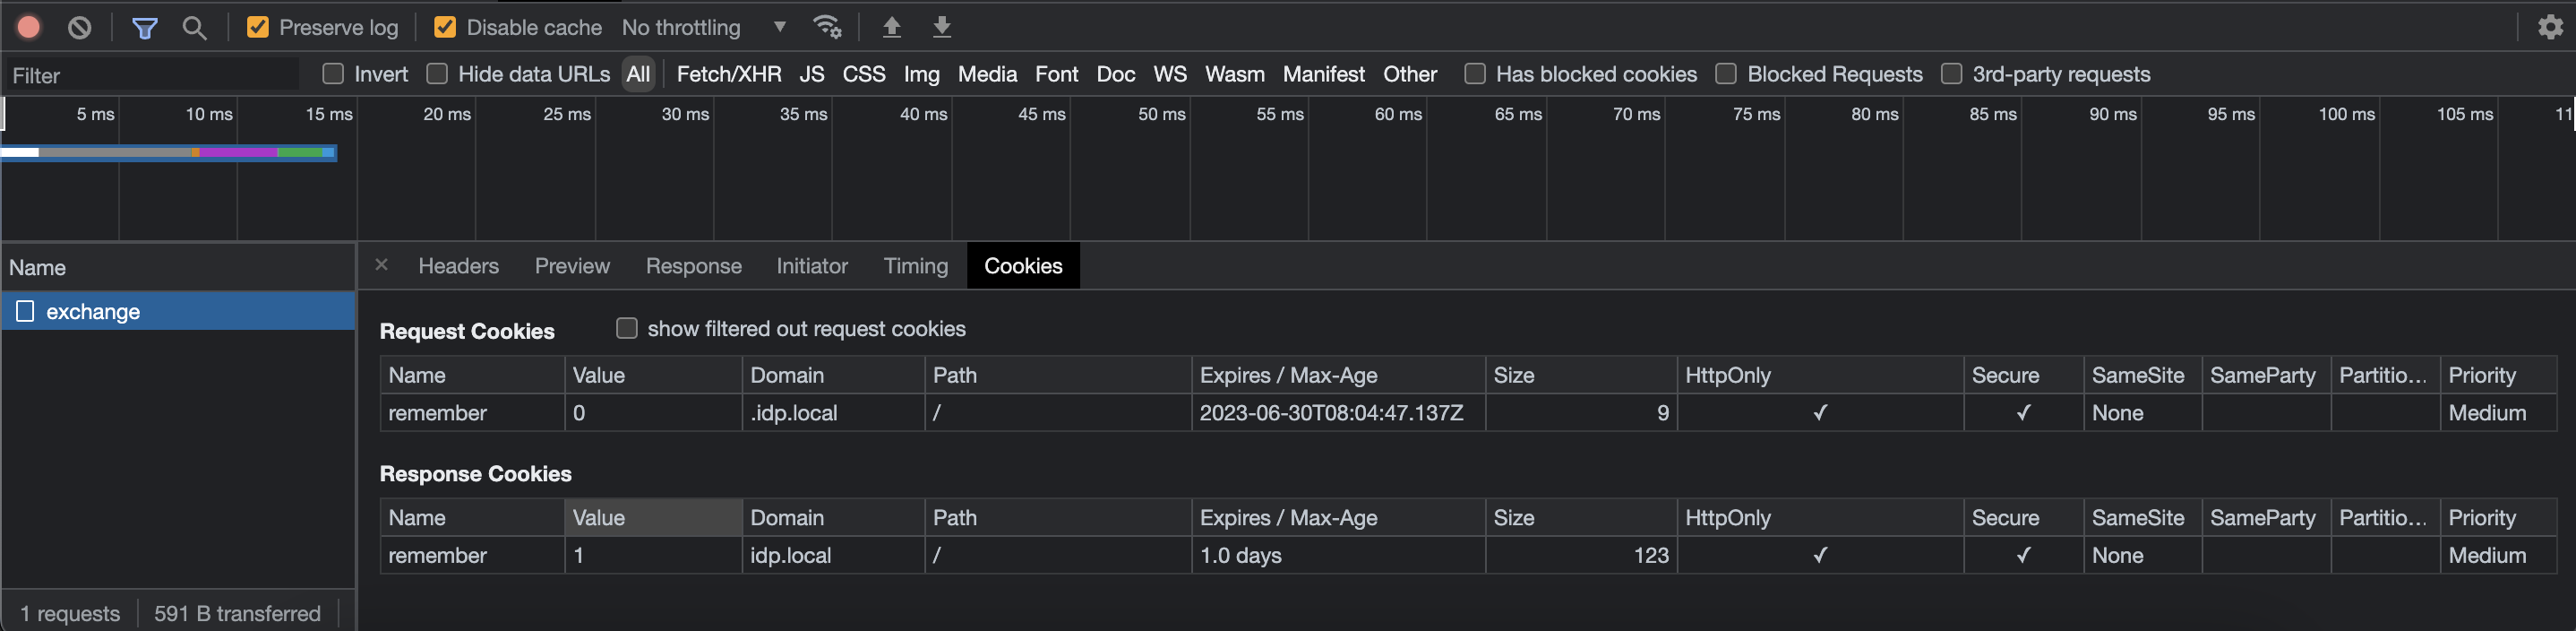 Preserve log Disable cache No throttling
Filter Invert Hide data URLs All Fetch/XHR JS CSS Img Media Font Doc WS Wasm Manifest Other Has blocked cookies Blocked Requests 3rd-party requests
5 ms 10 ms 15 ms 20 ms 25 ms 30 ms 35 ms 40 ms 45 ms 50 ms 55 ms 60 ms 65 ms 70 ms 75 ms 80 ms 85 ms 90 ms 95 ms 100 ms 105 ms 11
Name
exchange
1 requests 591 B transferred
× Headers Preview Response Initiator Timing Cookies
Request Cookies show filtered out request cookies
Name Value Domain Path Expires / Max-Age Size HttpOnly Secure SameSite SameParty Partitio... Priority
remember 0 .idp.local / 2023-06-30T08:04:47.137Z 9 ✓ ✓ None Medium
Response Cookies
Name Value Domain Path Expires / Max-Age Size HttpOnly Secure SameSite SameParty Partitio... Priority
remember 1 idp.local / 1.0 days 123 ✓ ✓ None Medium